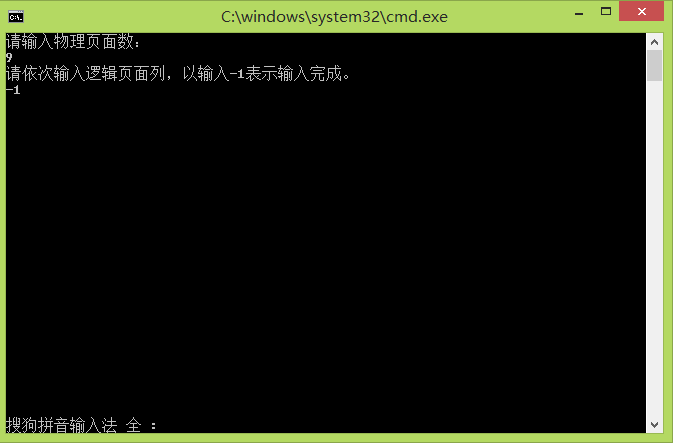 C:\windows\system32\cmd.exe
请输入物理页面数：
9
请依次输入逻辑页面列，以输入-1表示输入完成。
-1
搜狗拼音输入法 全 ：